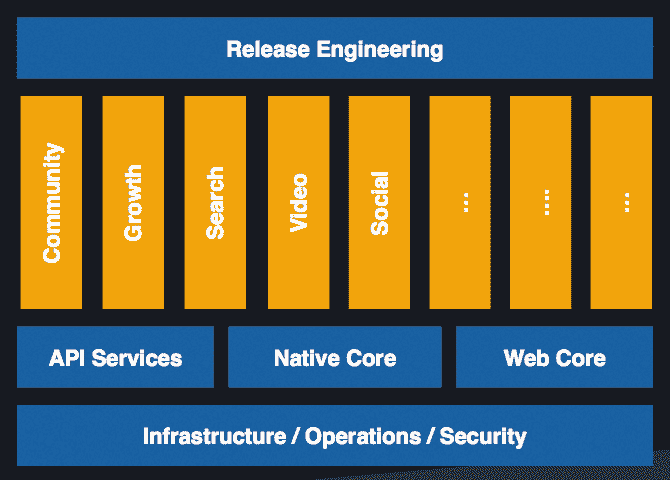 Release Engineering
Community
Growth
Search
Video
Social
...
....
...
API Services
Native Core
Web Core
Infrastructure / Operations / Security